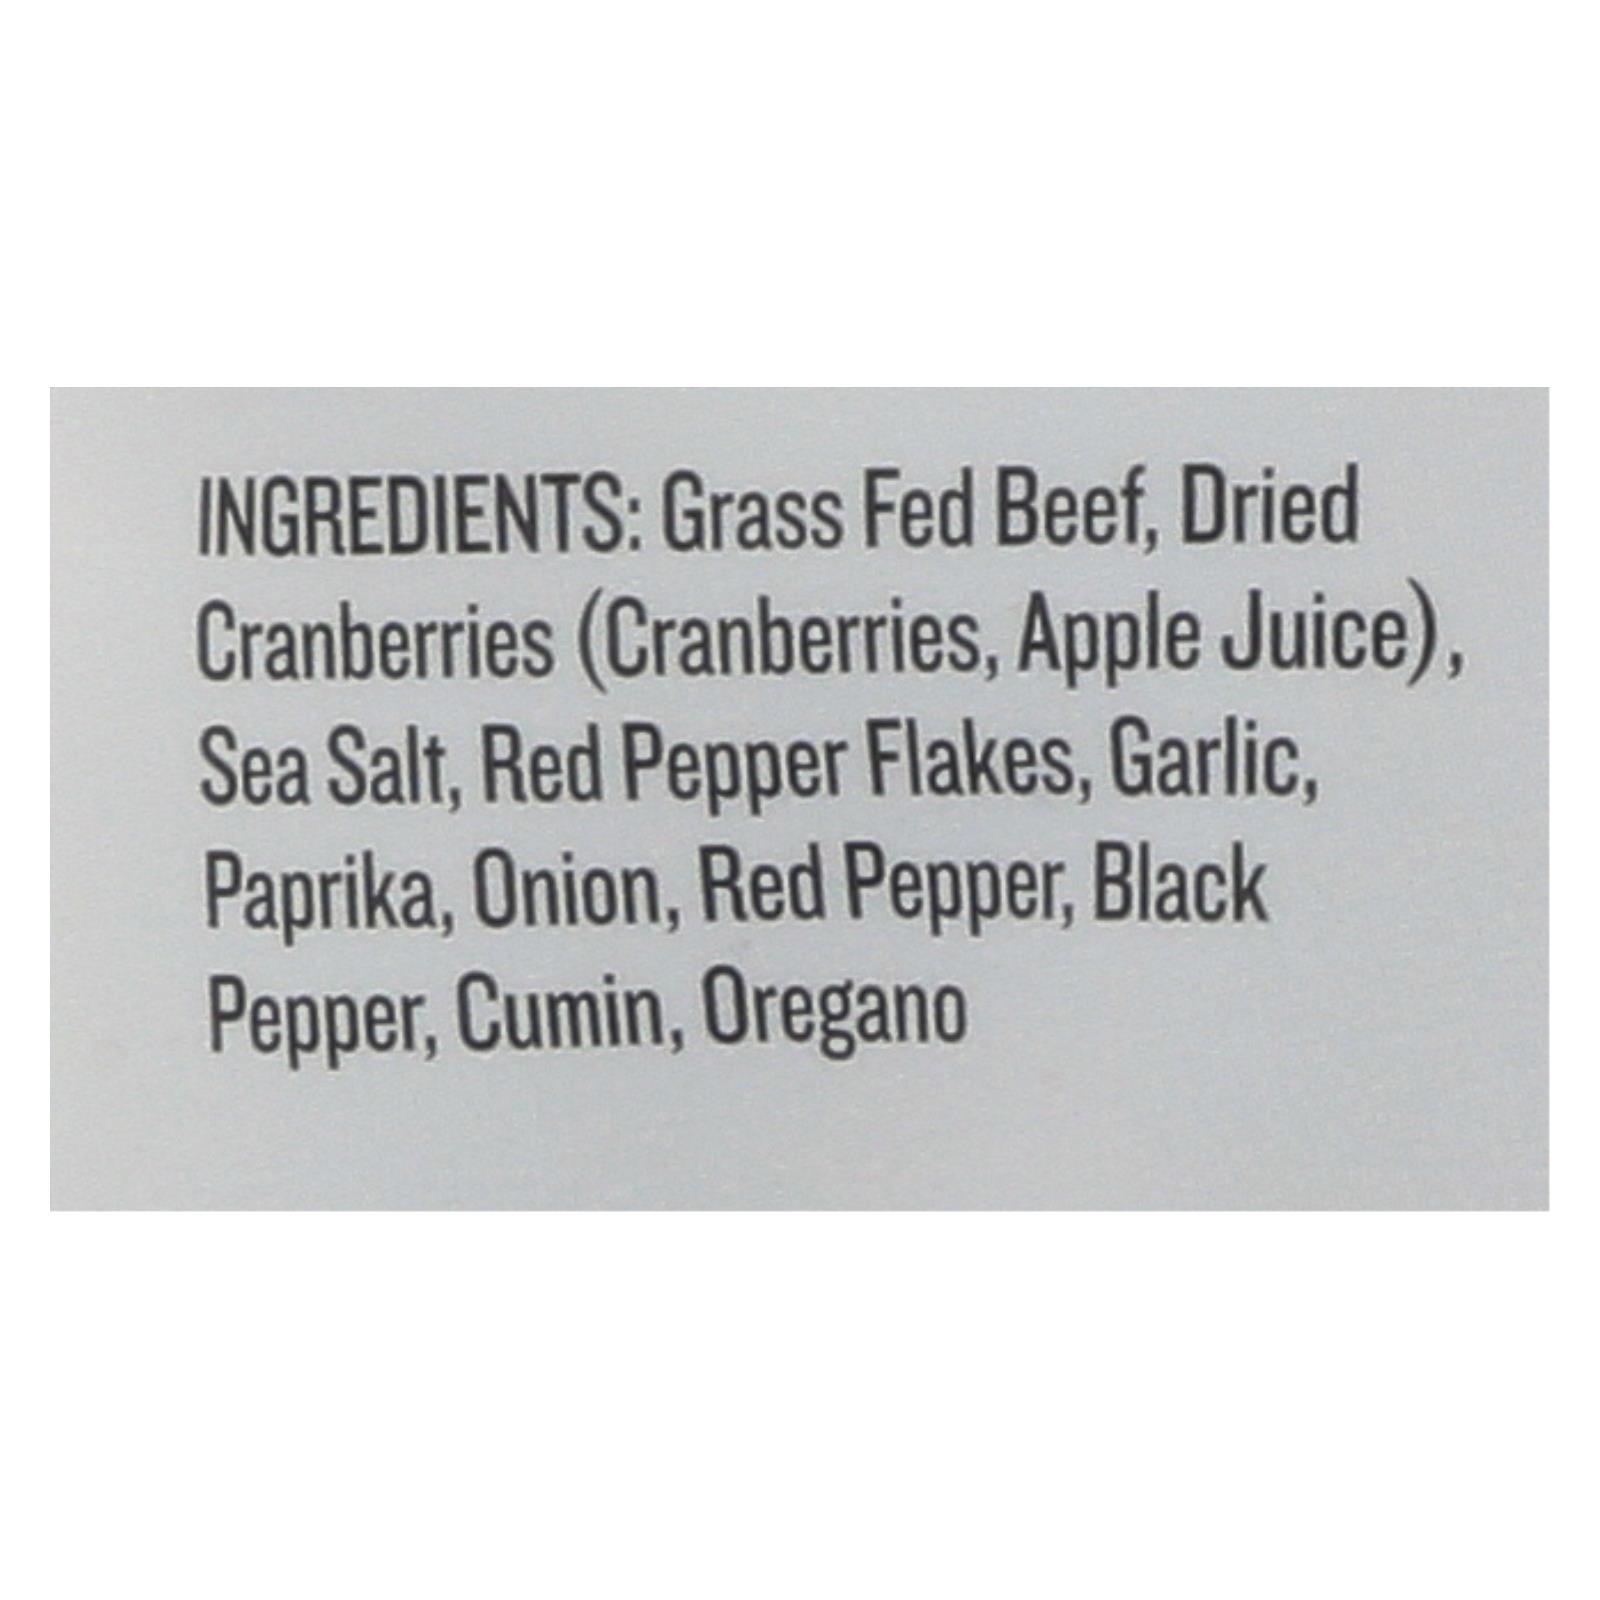 INGREDIENTS: Grass Fed Beef, Dried
Cranberries (Cranberries, Apple Juice),
Sea Salt, Red Pepper Flakes, Garlic,
Paprika, Onion, Red Pepper, Black
Pepper, Cumin, Oregano